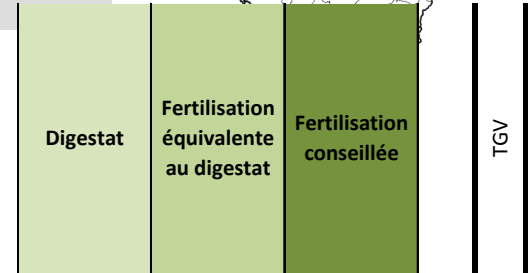 Digestat
Fertilisation
équivalente
au digestat
Fertilisation
conseillée
TGV